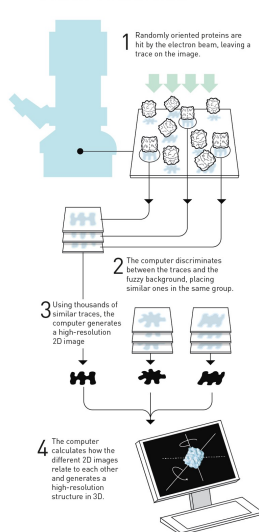 1 Randomly oriented proteins are
hit by the electron beam, leaving a
trace on the image.
2 The computer discriminates
between the traces and the
fuzzy background, placing
similar ones in the same group.
3 Using thousands of
similar traces, the
computer generates
a high-resolution
2D image
4 The computer
calculates how the
different 2D images
relate to each other
and generates a
high-resolution
structure in 3D.